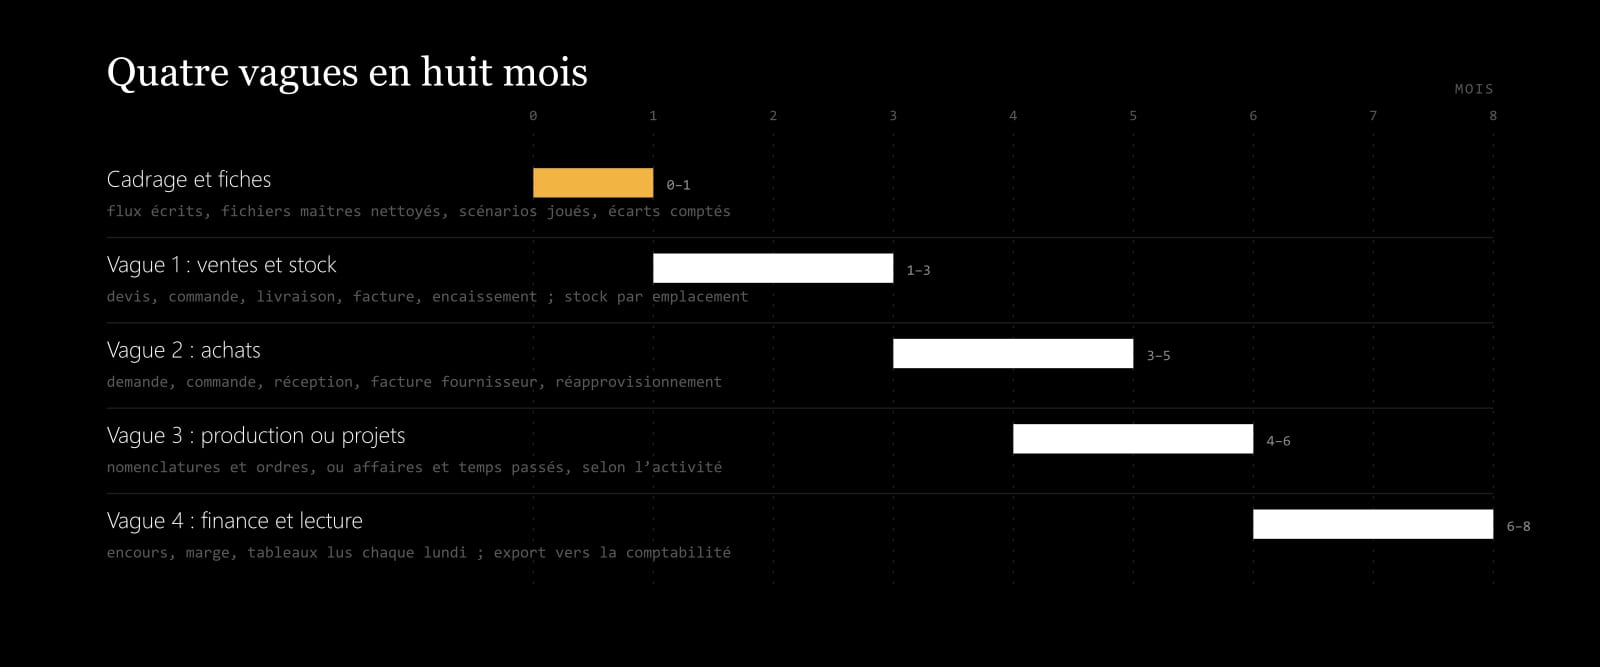 Quatre vagues en huit mois
MOIS
0 1 2 3 4 5 6 7 8
Cadrage et fiches
0–1
flux écrits, fichiers maîtres nettoyés, scénarios joués, écarts comptés
Vague 1 : ventes et stock
1–3
devis, commande, livraison, facture, encaissement ; stock par emplacement
Vague 2 : achats
3–5
demande, commande, réception, facture fournisseur, réapprovisionnement
Vague 3 : production ou projets
4–6
nomenclatures et ordres, ou affaires et temps passés, selon l’activité
Vague 4 : finance et lecture
6–8
encours, marge, tableaux lus chaque lundi ; export vers la comptabilité